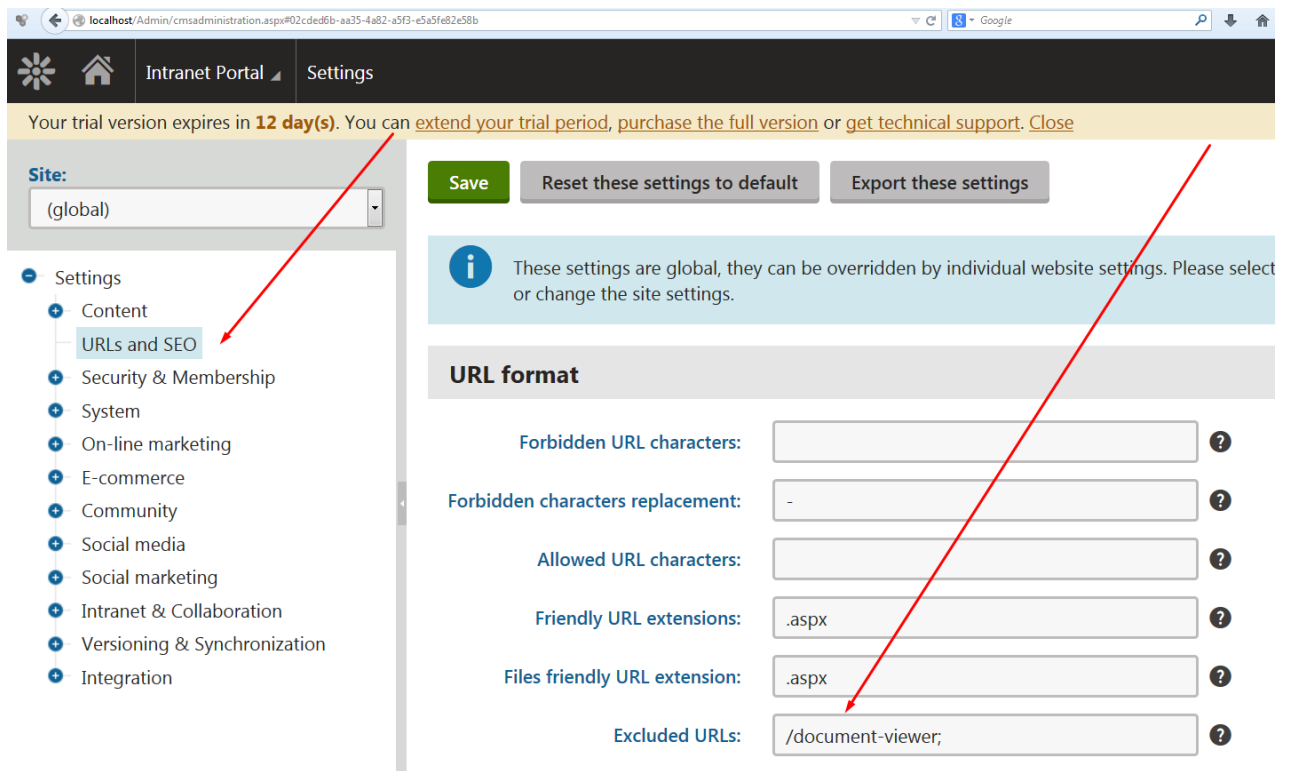 localhost/Admin/cmsadministration.aspx#02cded6b-aa35-4a82-a5f3-e5a5fe82e58b
8 Google
Intranet Portal Settings
Your trial version expires in 12 day(s). You can extend your trial period, purchase the full version or get technical support. Close
Site:
(global)
Settings
Content
URLs and SEO
Security & Membership
System
On-line marketing
E-commerce
Community
Social media
Social marketing
Intranet & Collaboration
Versioning & Synchronization
Integration
Save Reset these settings to default Export these settings
i
These settings are global, they can be overridden by individual website settings. Please select
or change the site settings.
URL format
Forbidden URL characters: ?
Forbidden characters replacement: - ?
Allowed URL characters: ?
Friendly URL extensions: .aspx ?
Files friendly URL extension: .aspx ?
Excluded URLs: /document-viewer; ?